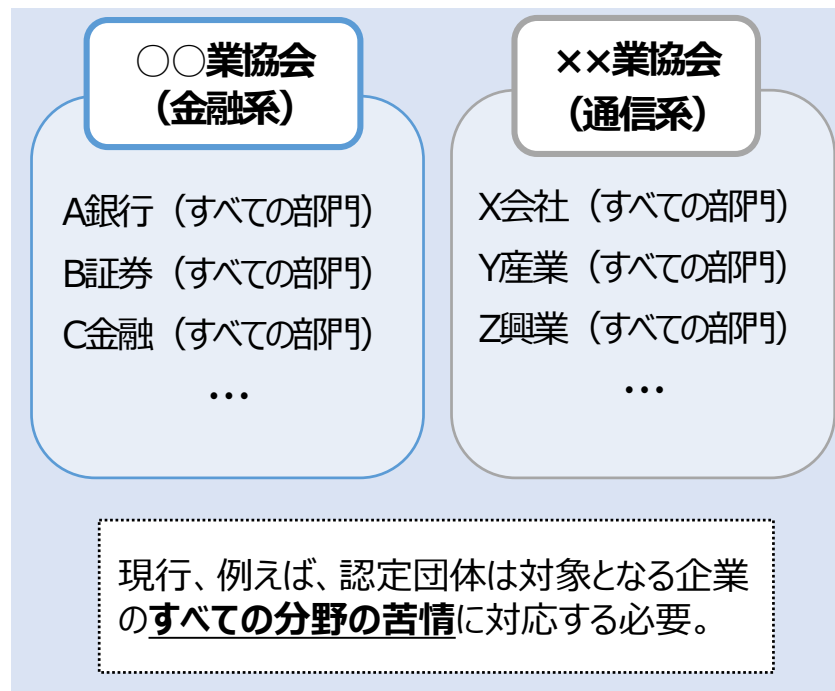 ○○業協会
（金融系）
A銀行（すべての部門）
B証券（すべての部門）
C金融（すべての部門）
…
××業協会
（通信系）
X会社（すべての部門）
Y産業（すべての部門）
Z興業（すべての部門）
…
現行、例えば、認定団体は対象となる企業
のすべての分野の苦情に対応する必要。